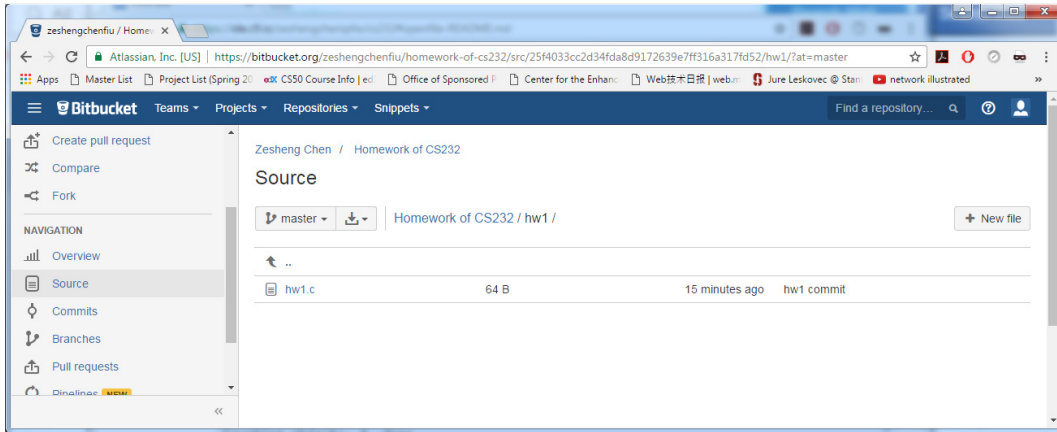 zeshengchenfiu / Homew
Atlassian, Inc. [US] https://bitbucket.org/zeshengchenfiu/homework-of-cs232/src/25f4033cc2d34fda8d9172639e7ff316a317fd52/hw1/?at=master
Apps Master List Project List (Spring 20 CS50 Course Info | ed Office of Sponsored P Center for the Enhanc Web技术日报 | web.m Jure Leskovec @ Stan network illustrated »
Bitbucket Teams Projects Repositories Snippets Find a repository...
Create pull request
Compare
Fork
NAVIGATION
Overview
Source
Commits
Branches
Pull requests
Pipelines NEW
«
Zesheng Chen / Homework of CS232
Source
master Homework of CS232 / hw1 / + New file
..
hw1.c 64 B 15 minutes ago hw1 commit